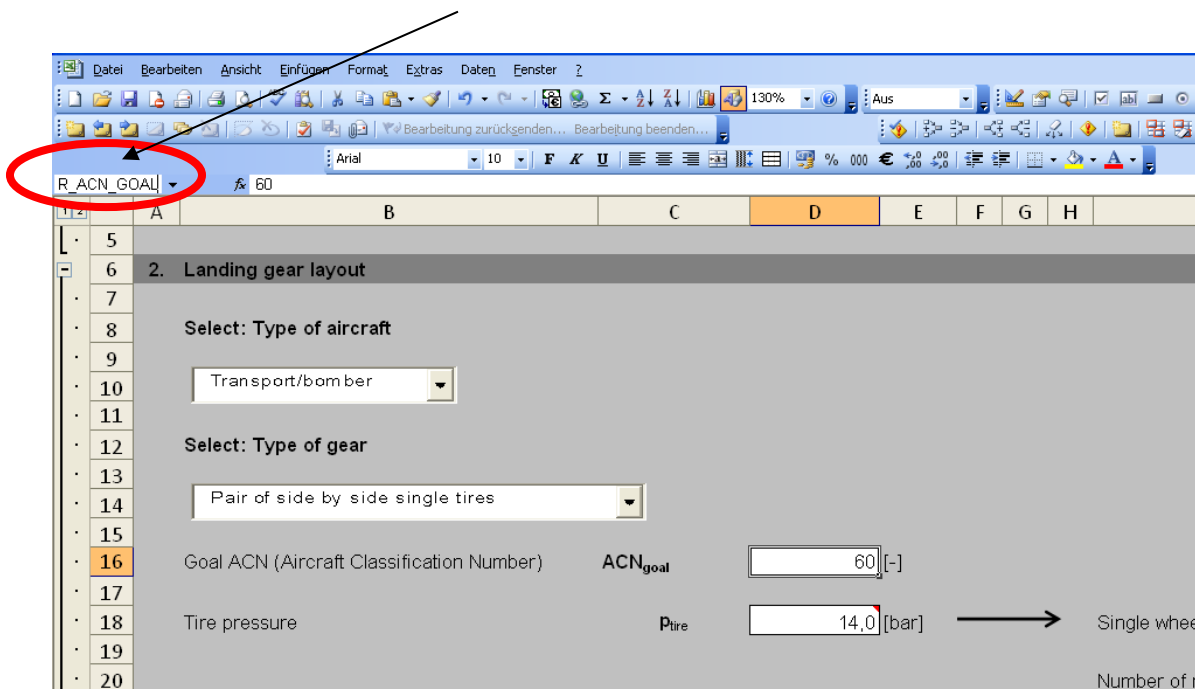 Datei Bearbeiten Ansicht Einfügen Format Extras Daten Fenster ?
130% Aus
Bearbeitung zurücksenden... Bearbeitung beenden...
Arial 10 F K U % 000 €
R_ACN_GOAL fx 60
1 2 A B C D E F G H
5
6 2. Landing gear layout
7
8 Select: Type of aircraft
9
10 Transport/bomber
11
12 Select: Type of gear
13
14 Pair of side by side single tires
15
16 Goal ACN (Aircraft Classification Number) ACNgoal 60 [-]
17
18 Tire pressure ptire 14,0 [bar] Single whee
19
20 Number of